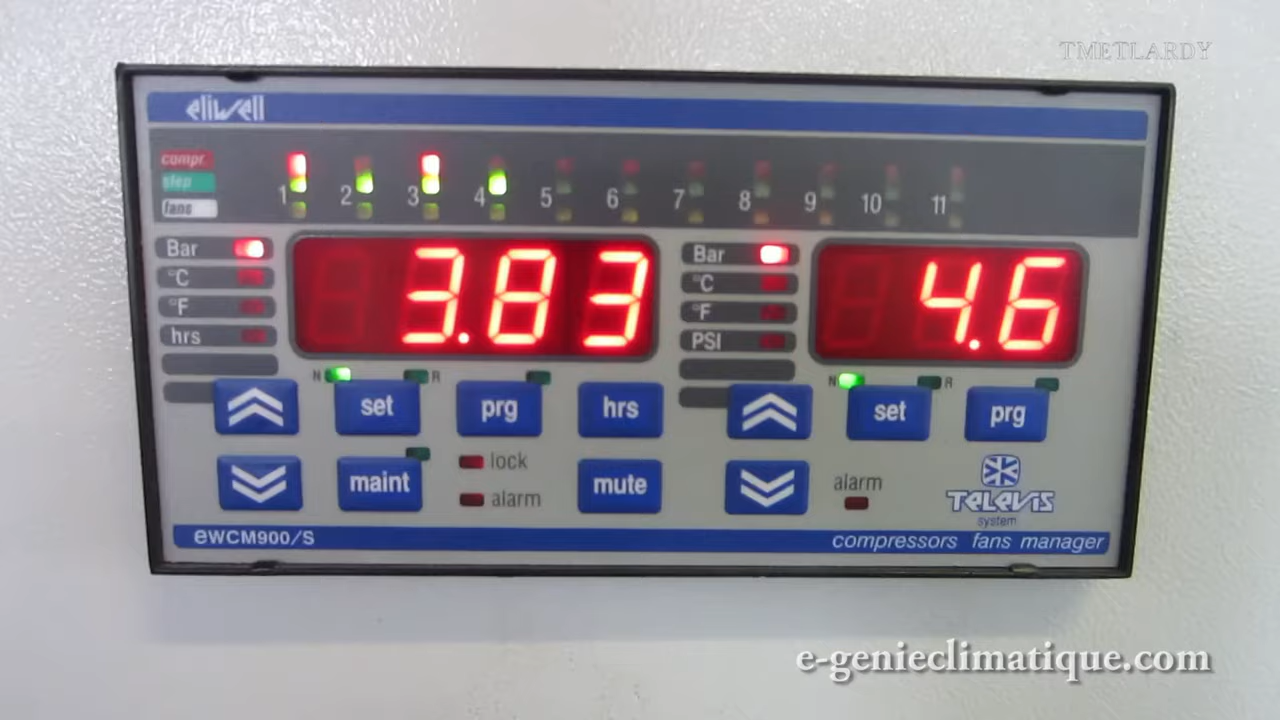 TMETLARDY
eliwell
compr.
step
fans
1 2 3 4 5 6 7 8 9 10 11
Bar
°C
°F
hrs
3.83
Bar
°C
°F
PSI
4.6
N R
N R
set prg hrs
set prg
maint
lock
alarm
mute
alarm
TELEVIS
system
eWCM900/S
compressors fans manager
e-genieclimatique.com